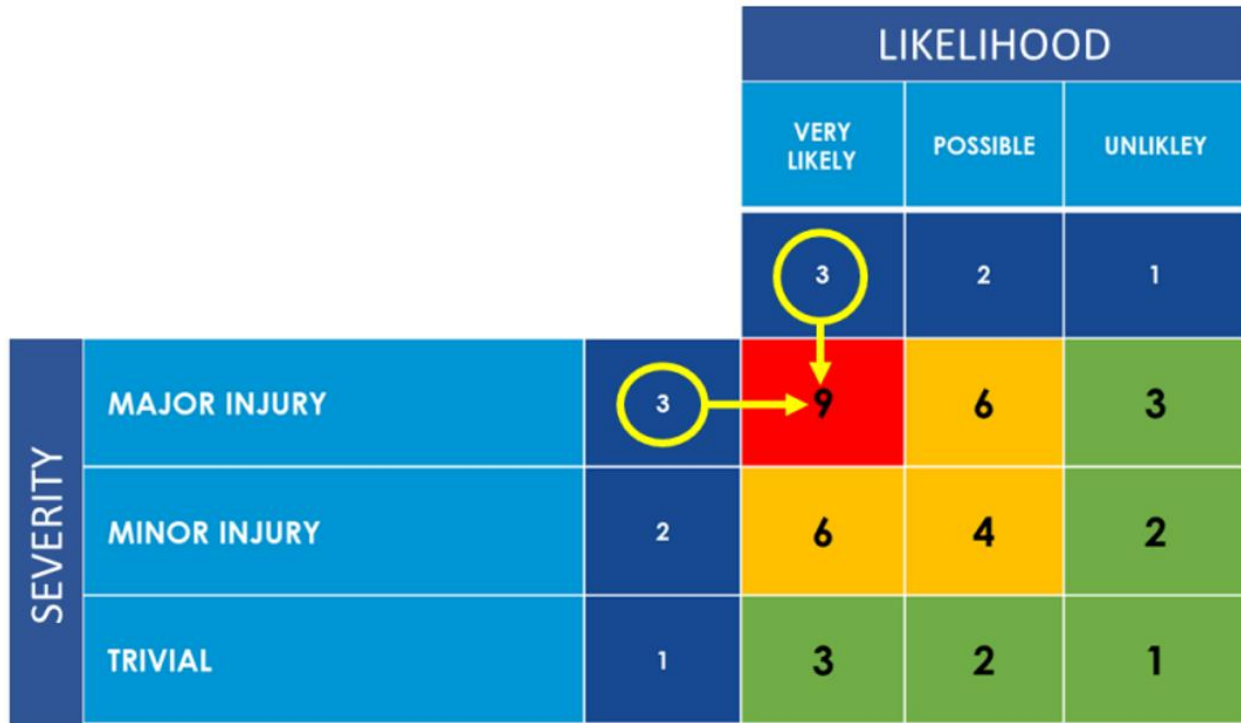 LIKELIHOOD
VERY
LIKELY
POSSIBLE
UNLIKLEY
3
2
1
SEVERITY
MAJOR INJURY
3
9
6
3
MINOR INJURY
2
6
4
2
TRIVIAL
1
3
2
1